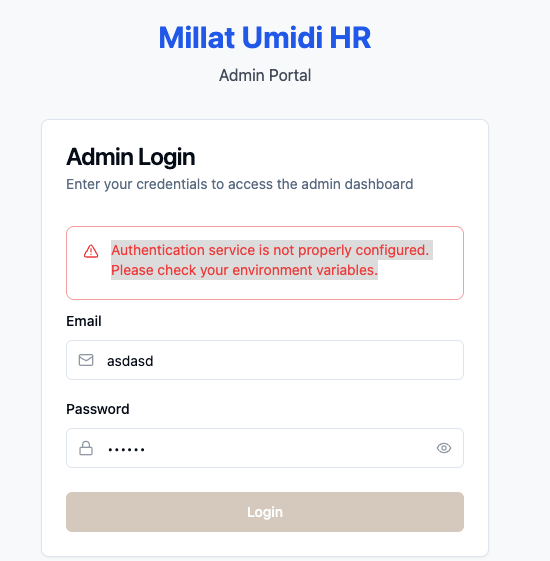 Millat Umidi HR
Admin Portal
Admin Login
Enter your credentials to access the admin dashboard
Authentication service is not properly configured.
Please check your environment variables.
Email
asdasd
Password
••••••
Login